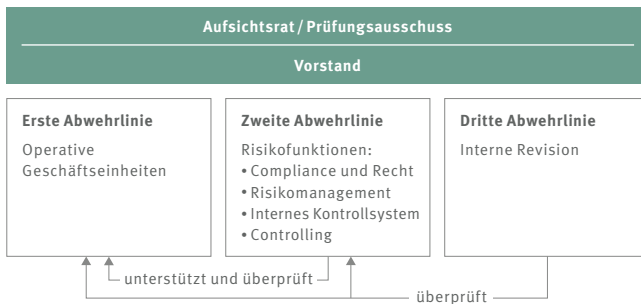 Aufsichtsrat / Prüfungsausschuss
Vorstand
Erste Abwehrlinie
Operative
Geschäftseinheiten
Zweite Abwehrlinie
Risikofunktionen:
• Compliance und Recht
• Risikomanagement
• Internes Kontrollsystem
• Controlling
Dritte Abwehrlinie
Interne Revision
unterstützt und überprüft
überprüft